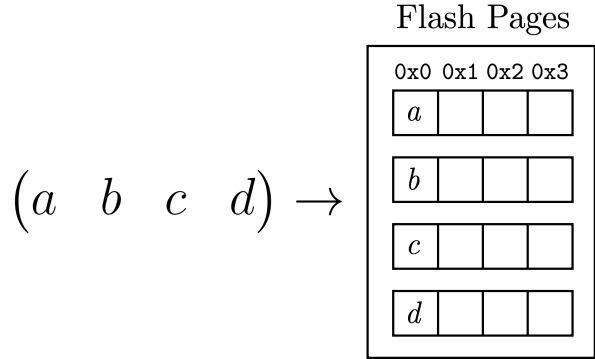 Flash Pages
0x0 0x1 0x2 0x3
a
b
(a b c d) →
c
d